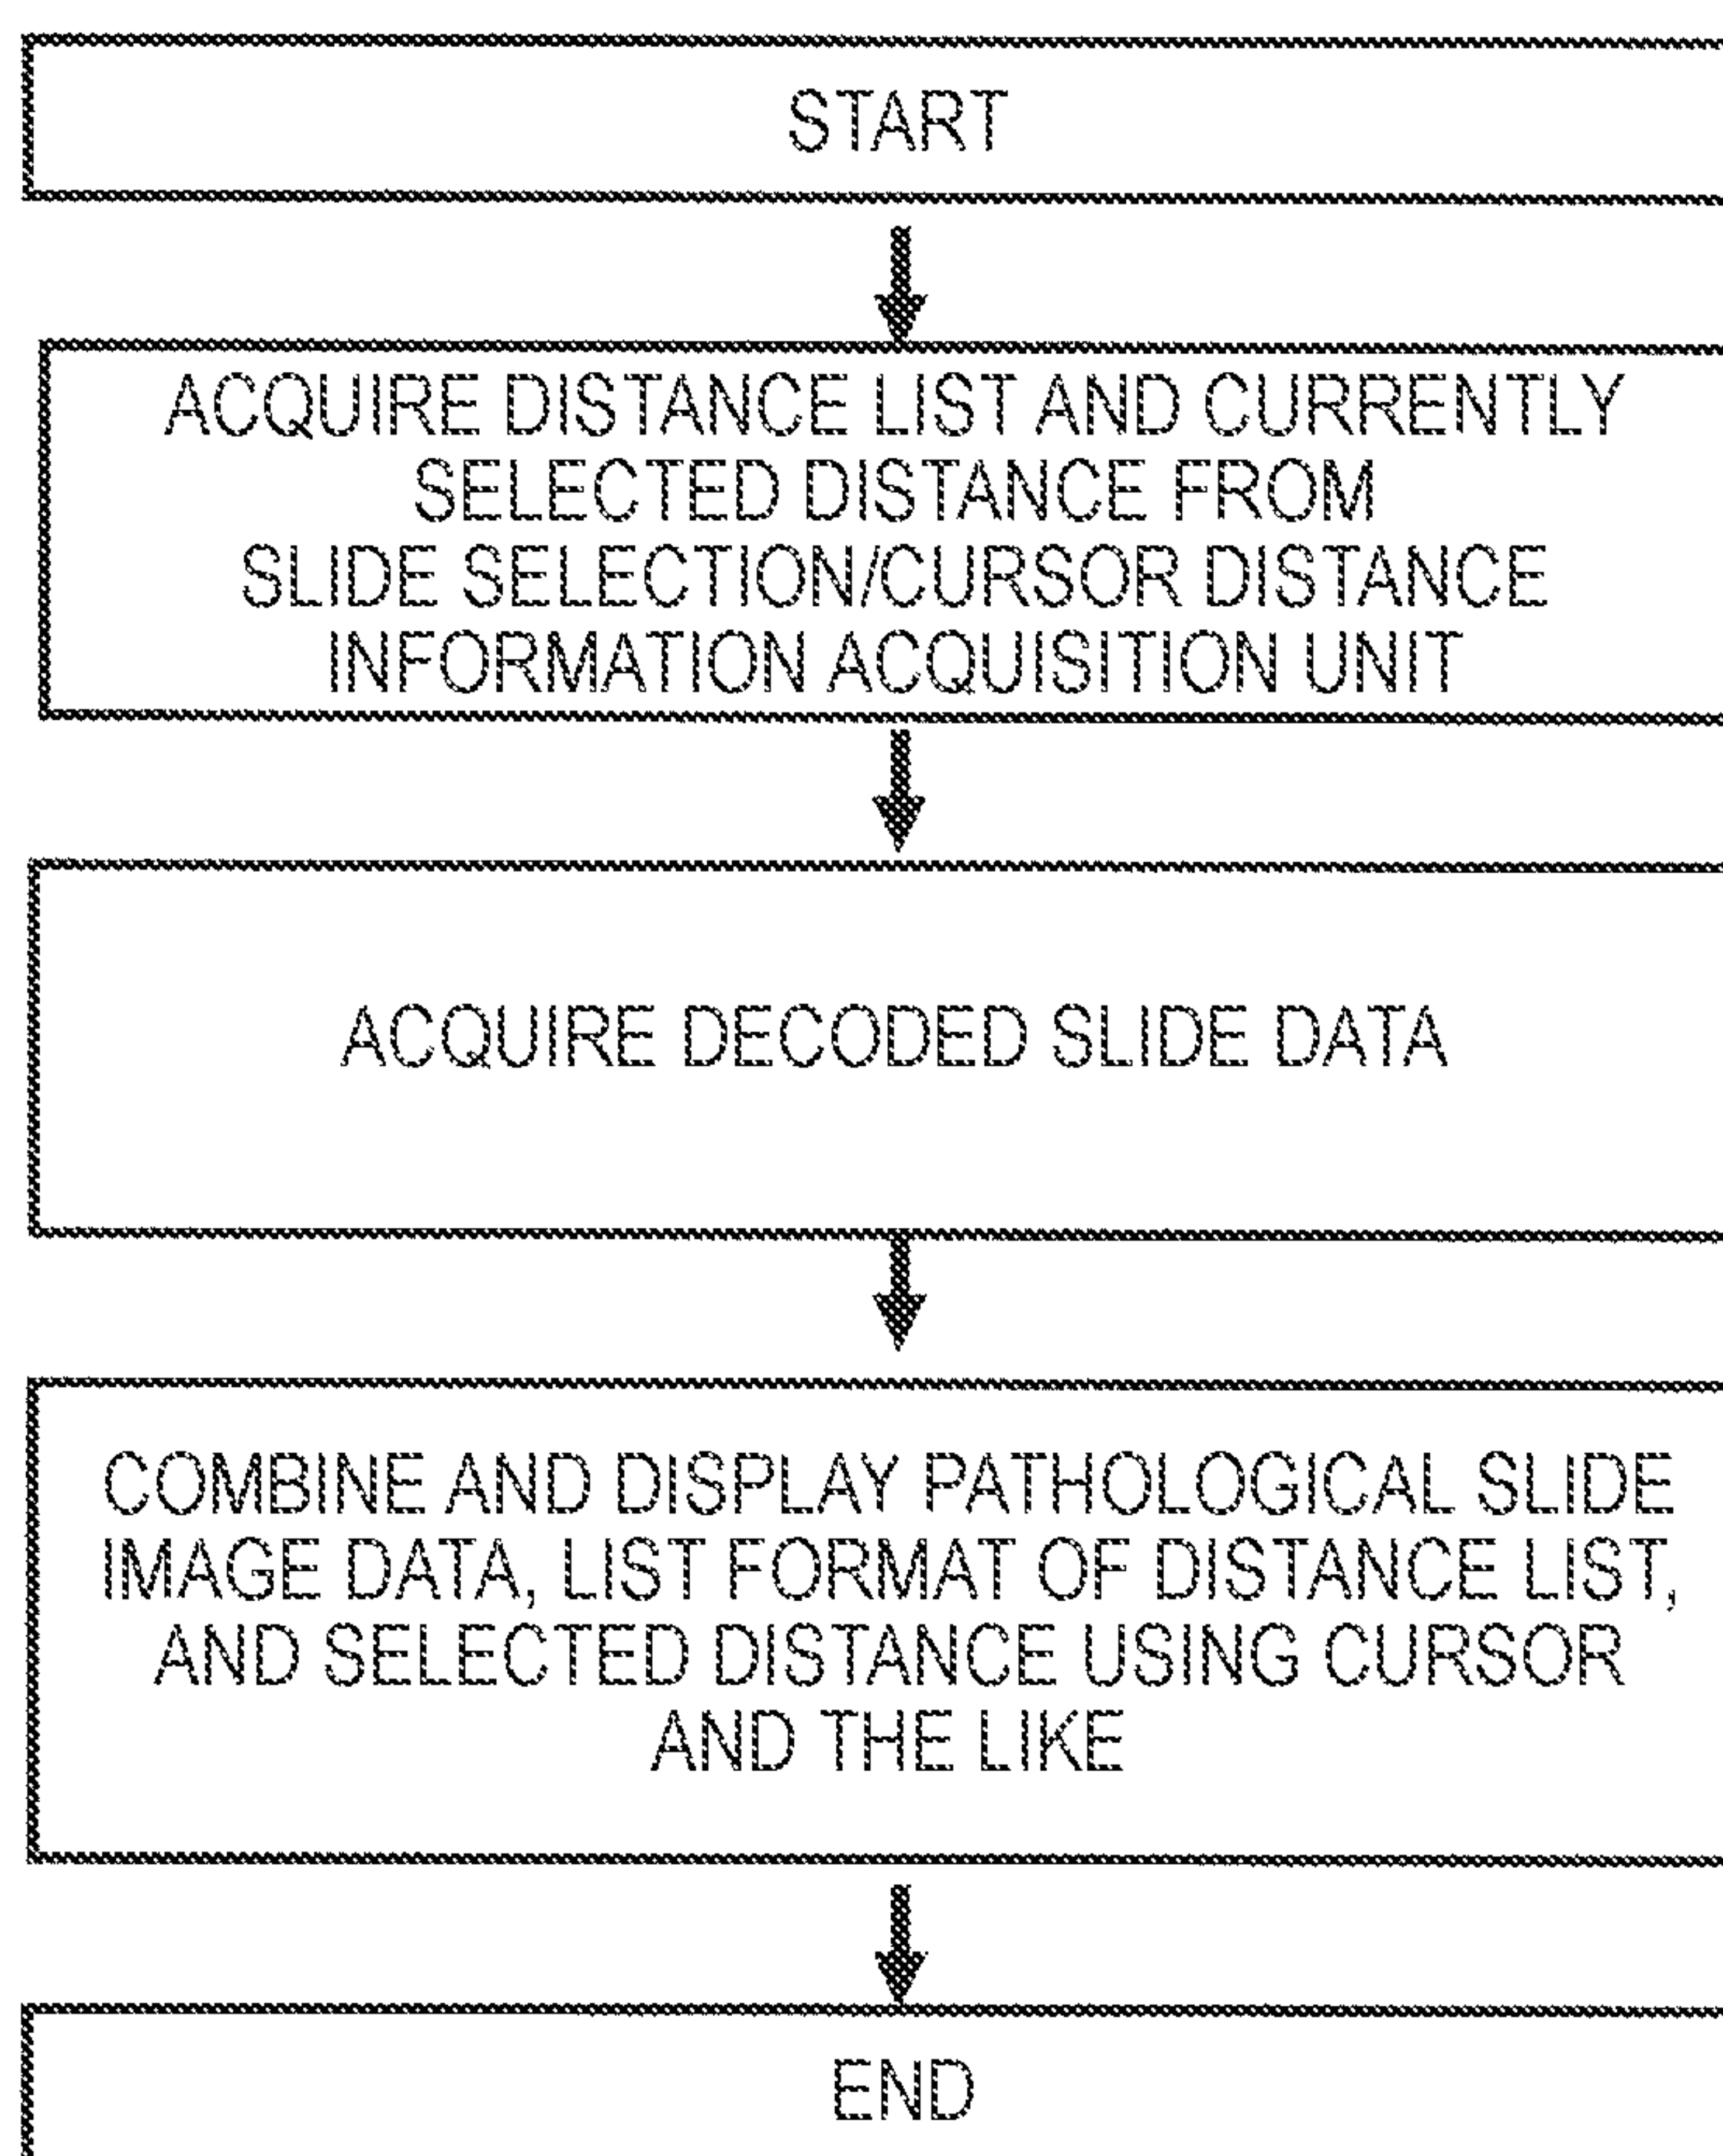 START
ACQUIRE DISTANCE LIST AND CURRENTLY
SELECTED DISTANCE FROM
SLIDE SELECTION/CURSOR DISTANCE
INFORMATION ACQUISITION UNIT
ACQUIRE DECODED SLIDE DATA
COMBINE AND DISPLAY PATHOLOGICAL SLIDE
IMAGE DATA, LIST FORMAT OF DISTANCE LIST,
AND SELECTED DISTANCE USING CURSOR
AND THE LIKE
END